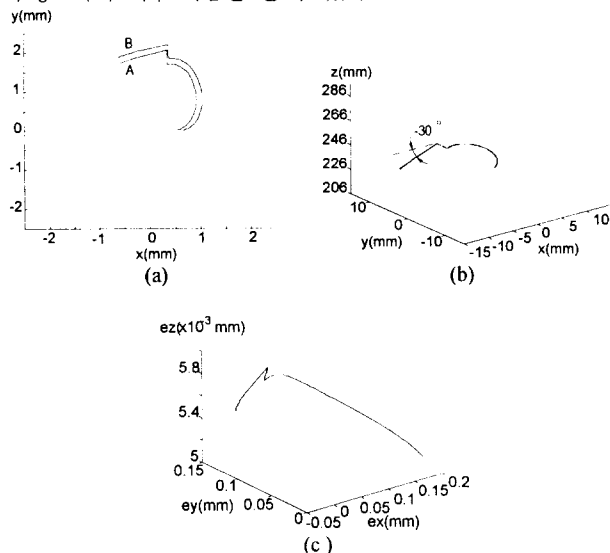 y(mm)
2
1
0
-1
-2
B
A
-2 -1 0 1 2
x(mm)
(a)
z(mm)
286
266
246
226
206
-30 °
10
0
-10
y(mm)
-15 -10 -5 0 5 10
x(mm)
(b)
ez(x10⁻³ mm)
5.8
5.4
5
0.15
0.1
0.05
0
ey(mm)
-0.05 0 0.05 0.1 0.15 0.2
ex(mm)
(c)